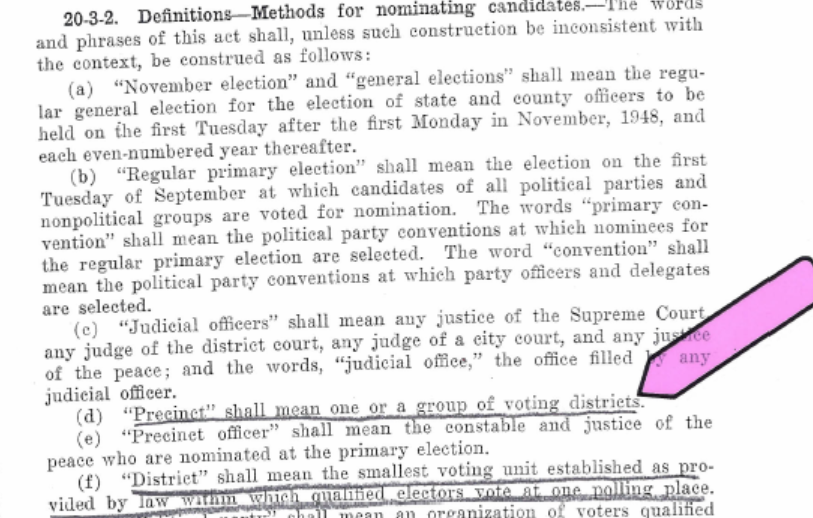 20-3-2. Definitions—Methods for nominating candidates.—The words
and phrases of this act shall, unless such construction be inconsistent with
the context, be construed as follows:
(a) "November election" and "general elections" shall mean the regu-
lar general election for the election of state and county officers to be
held on the first Tuesday after the first Monday in November, 1948, and
each even-numbered year thereafter.
(b) "Regular primary election" shall mean the election on the first
Tuesday of September at which candidates of all political parties and
nonpolitical groups are voted for nomination. The words "primary con-
vention" shall mean the political party conventions at which nominees for
the regular primary election are selected. The word "convention" shall
mean the political party conventions at which party officers and delegates
are selected.
(c) "Judicial officers" shall mean any justice of the Supreme Court,
any judge of the district court, any judge of a city court, and any justice
of the peace; and the words, "judicial office," the office filled by any
judicial officer.
(d) "Precinct" shall mean one or a group of voting districts.
(e) "Precinct officer" shall mean the constable and justice of the
peace who are nominated at the primary election.
(f) "District" shall mean the smallest voting unit established as pro-
vided by law within which qualified electors vote at one polling place.
party" shall mean an organization of voters qualified